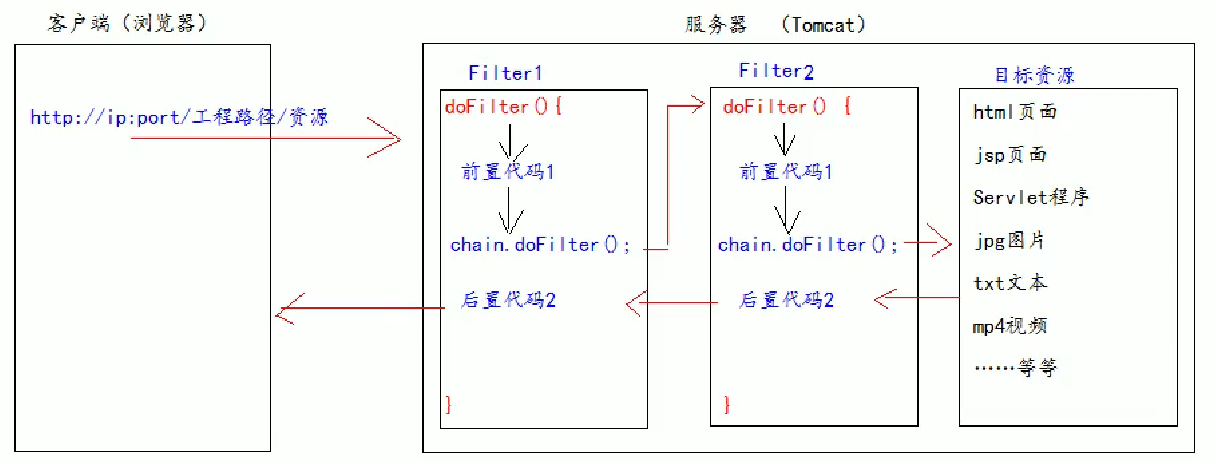 客户端（浏览器）
http://ip:port/工程路径/资源
服务器 （Tomcat）
Filter1
doFilter(){
前置代码1
chain.doFilter();
后置代码2
}
Filter2
doFilter() {
前置代码1
chain.doFilter();
后置代码2
}
目标资源
html页面
jsp页面
Servlet程序
jpg图片
txt文本
mp4视频
……等等